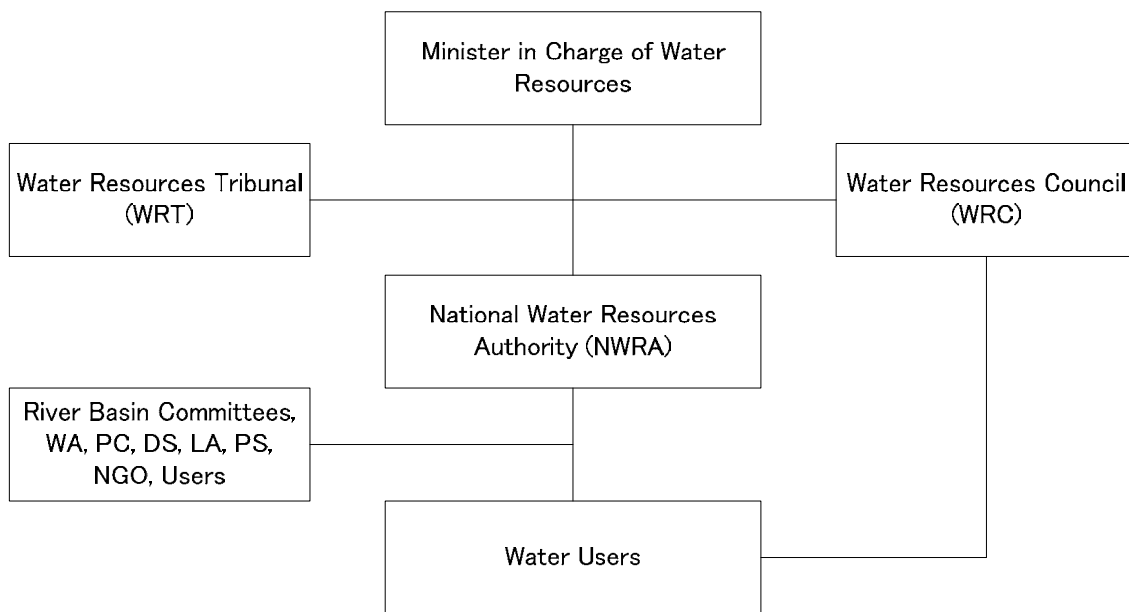 Minister in Charge of Water
Resources
Water Resources Tribunal
(WRT)
Water Resources Council
(WRC)
National Water Resources
Authority (NWRA)
River Basin Committees,
WA, PC, DS, LA, PS,
NGO, Users
Water Users